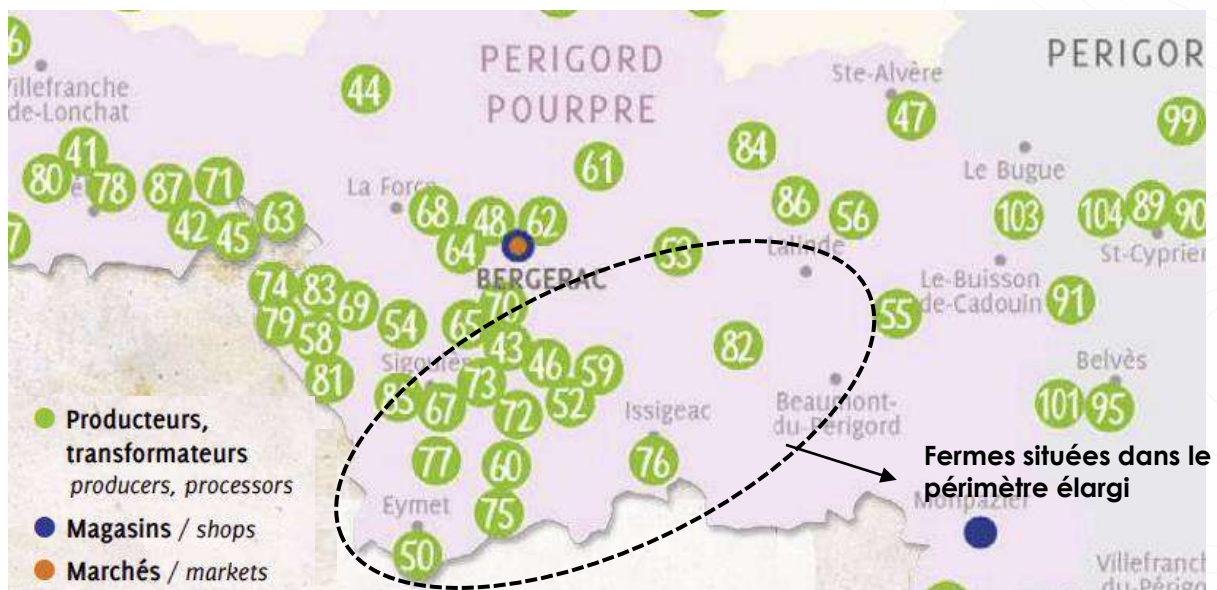 PERIGORD
POURPRE
PERIGOR
6
Villefranche
de-Lonchat
44
Ste-Alvère
47
99
41
80
78
87
71
42
45
63
7
La Force
68
48
62
64
61
84
86
56
Le Bugue
103
104
89
90
St-Cyprien
BERGERAC
53
Lalinde
Le-Buisson
de-Cadouin
91
55
74
83
69
79
58
54
81
70
65
43
46
59
Sigoulès
73
85
67
72
52
82
Issigeac
76
Beaumont-
du-Périgord
Belvès
101
95
77
60
75
Eymet
50
Producteurs,
transformateurs
producers, processors
Magasins / shops
Marchés / markets
Fermes situées dans le
périmètre élargi
Monpazier
Villefranch
du-Périgo